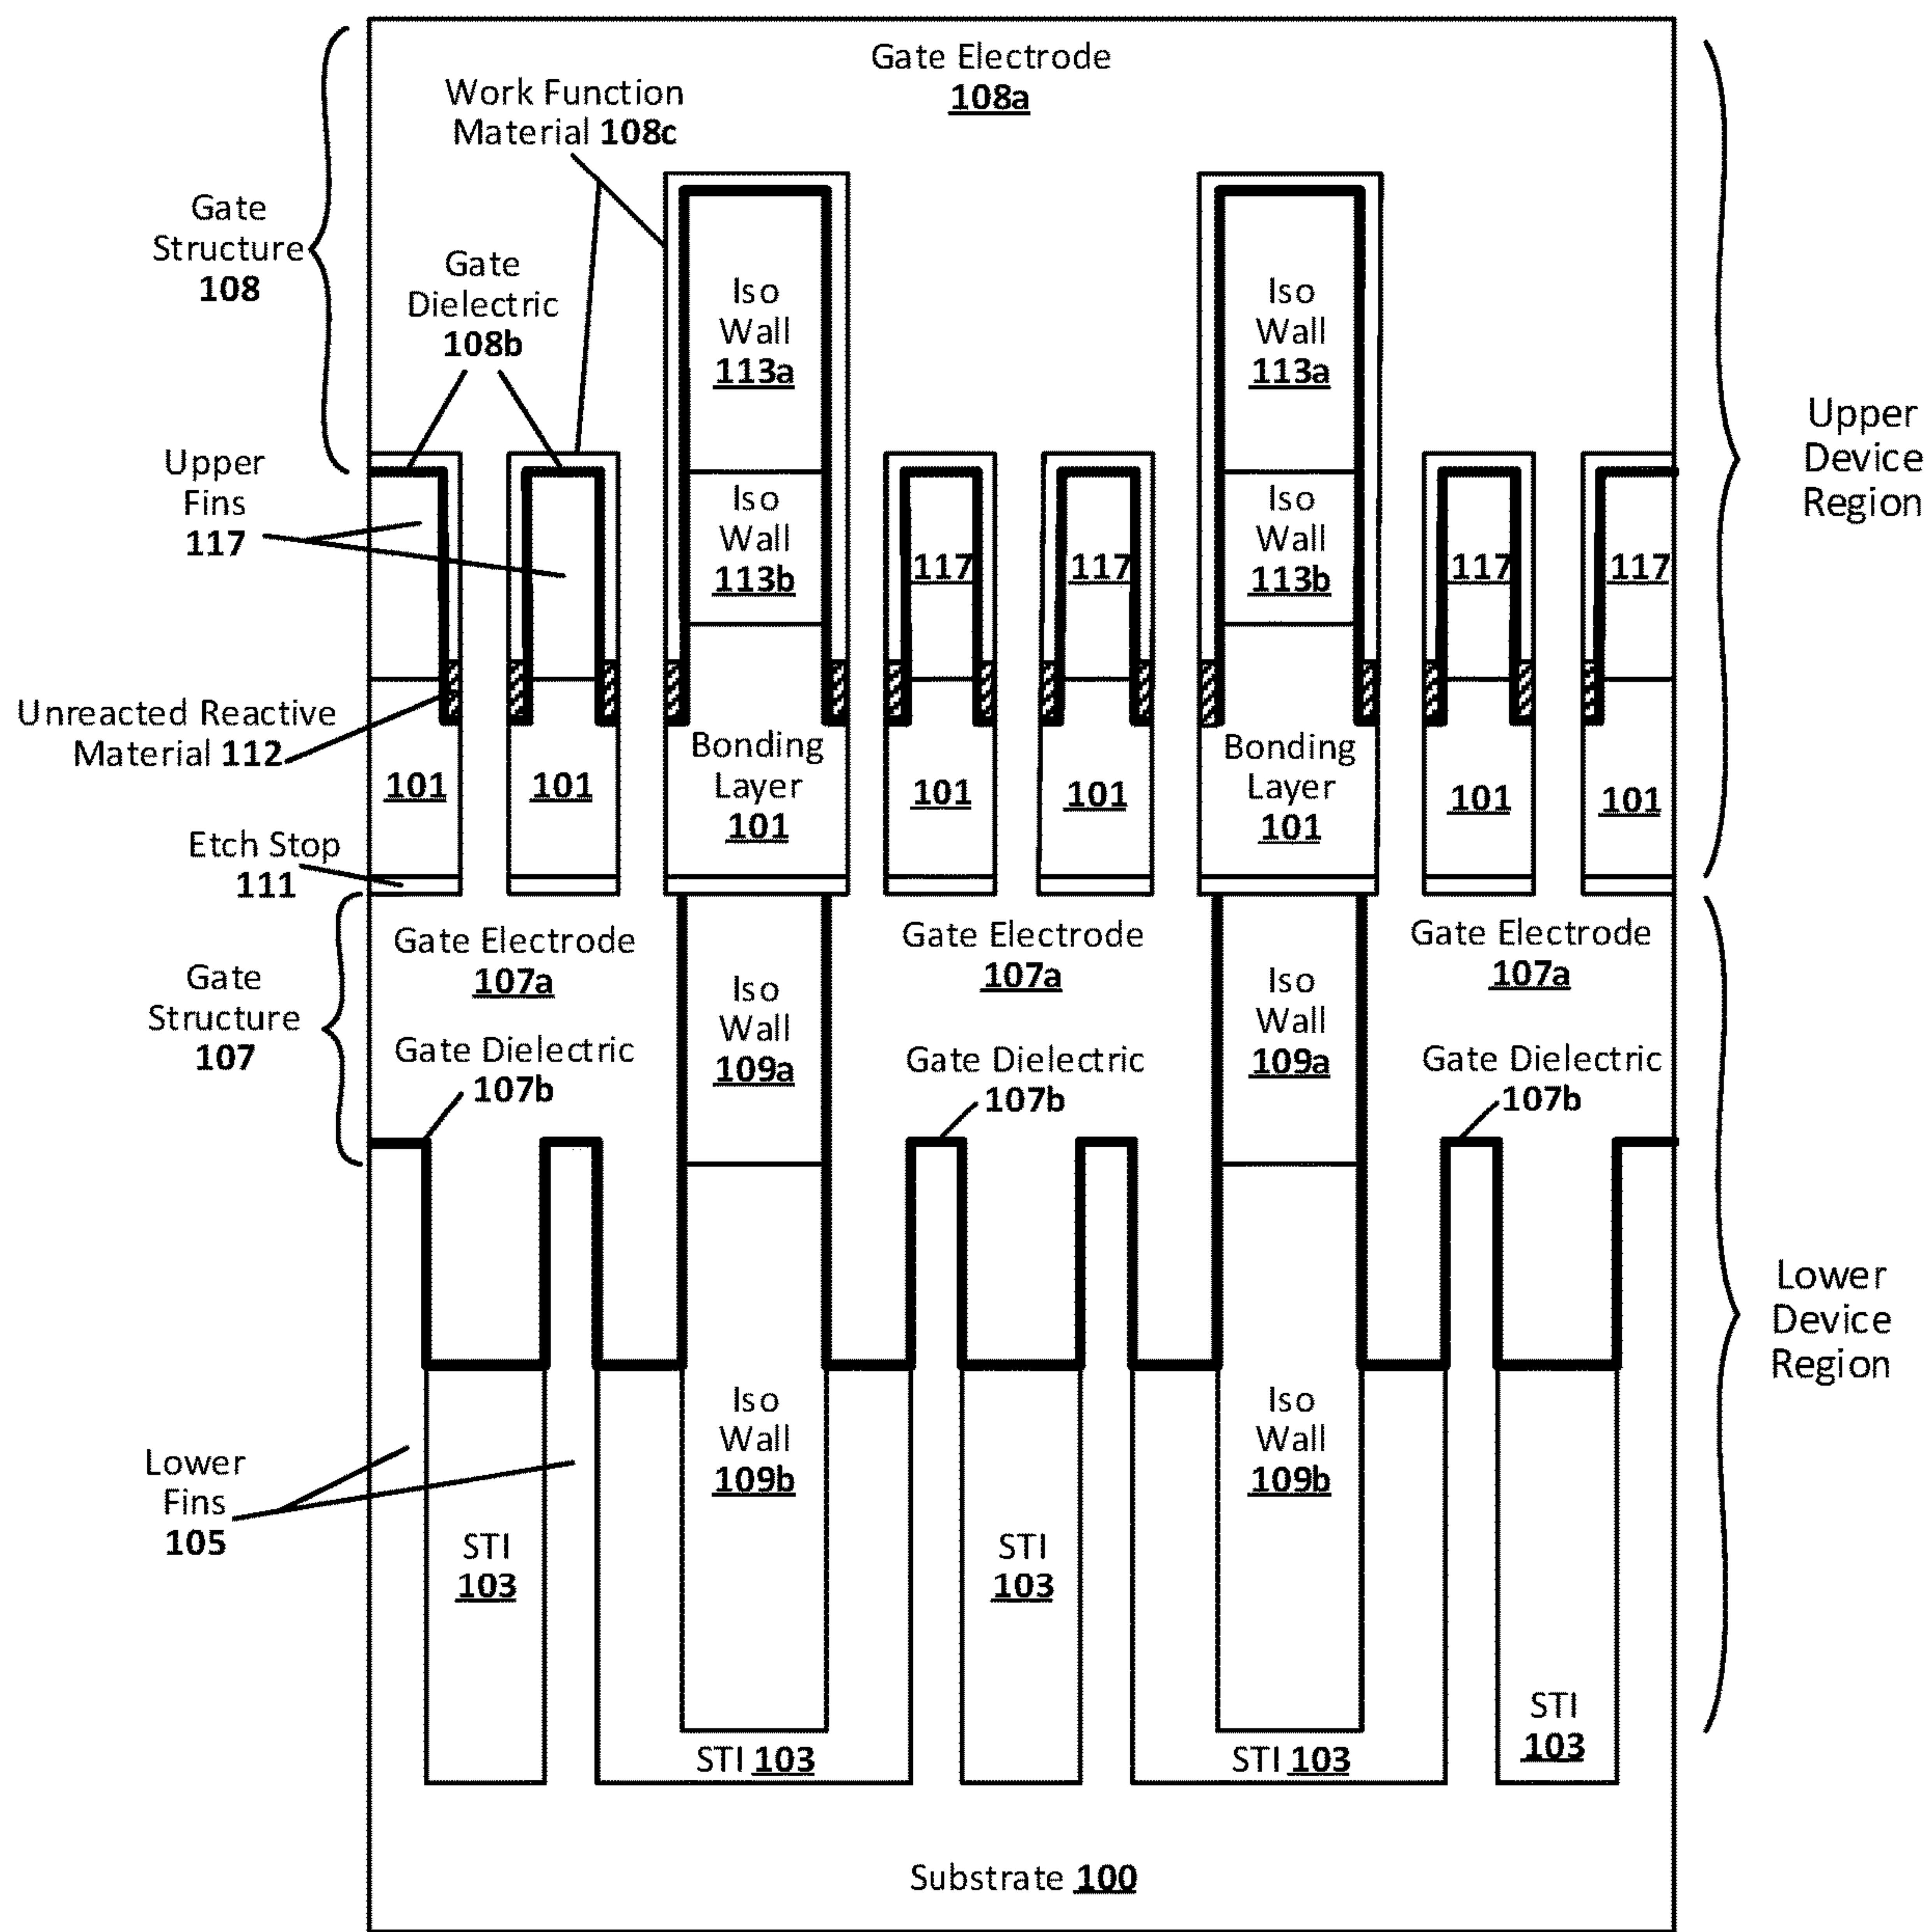 Gate Electrode
108a
Work Function
Material 108c
Gate
Structure
108
Gate
Dielectric
108b
Iso
Wall
113a
Iso
Wall
113a
Upper
Device
Region
Upper
Fins
117
Iso
Wall
113b
117
117
Iso
Wall
113b
117
117
Unreacted Reactive
Material 112
101
101
Bonding
Layer
101
101
101
Bonding
Layer
101
101
101
Etch Stop
111
Gate Electrode
107a
Gate Electrode
107a
Gate Electrode
107a
Gate
Structure
107
Iso
Wall
109a
Iso
Wall
109a
Gate Dielectric
107b
Gate Dielectric
107b
Gate Dielectric
107b
Lower
Device
Region
Lower
Fins
105
Iso
Wall
109b
Iso
Wall
109b
STI
103
STI
103
STI
103
STI 103
STI 103
Substrate 100